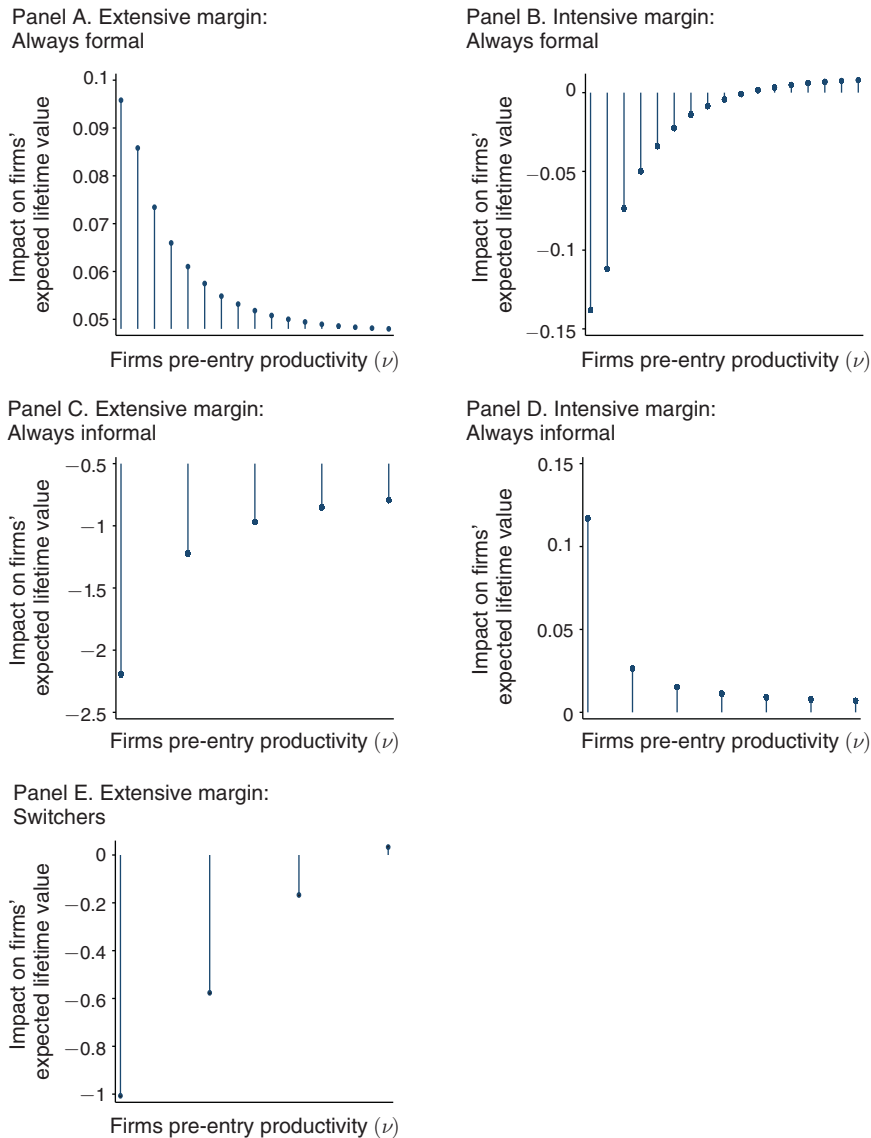 Panel A. Extensive margin:
Always formal
Impact on firms’
expected lifetime value
0.1
0.09
0.08
0.07
0.06
0.05
Firms pre-entry productivity (ν)
Panel B. Intensive margin:
Always formal
Impact on firms’
expected lifetime value
0
−0.05
−0.1
−0.15
Firms pre-entry productivity (ν)
Panel C. Extensive margin:
Always informal
Impact on firms’
expected lifetime value
−0.5
−1
−1.5
−2
−2.5
Firms pre-entry productivity (ν)
Panel D. Intensive margin:
Always informal
Impact on firms’
expected lifetime value
0.15
0.1
0.05
0
Firms pre-entry productivity (ν)
Panel E. Extensive margin:
Switchers
Impact on firms’
expected lifetime value
0
−0.2
−0.4
−0.6
−0.8
−1
Firms pre-entry productivity (ν)